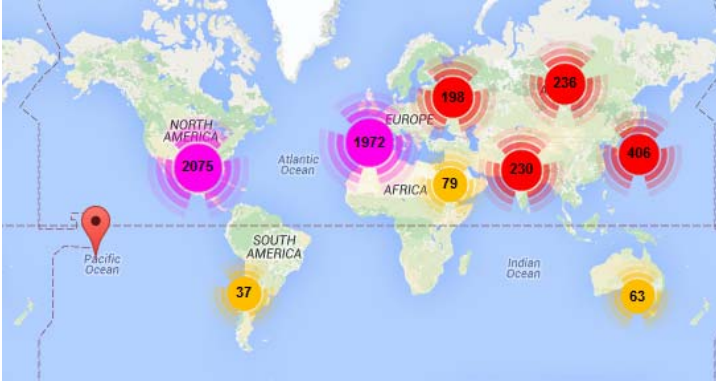 236
A
198
EUROPE
NORTH
AMERICA
1972
406
2075
Atlantic
Ocean
230
79
AFRICA
SOUTH
AMERICA
Pacific
Ocean
Indian
Ocean
37
63